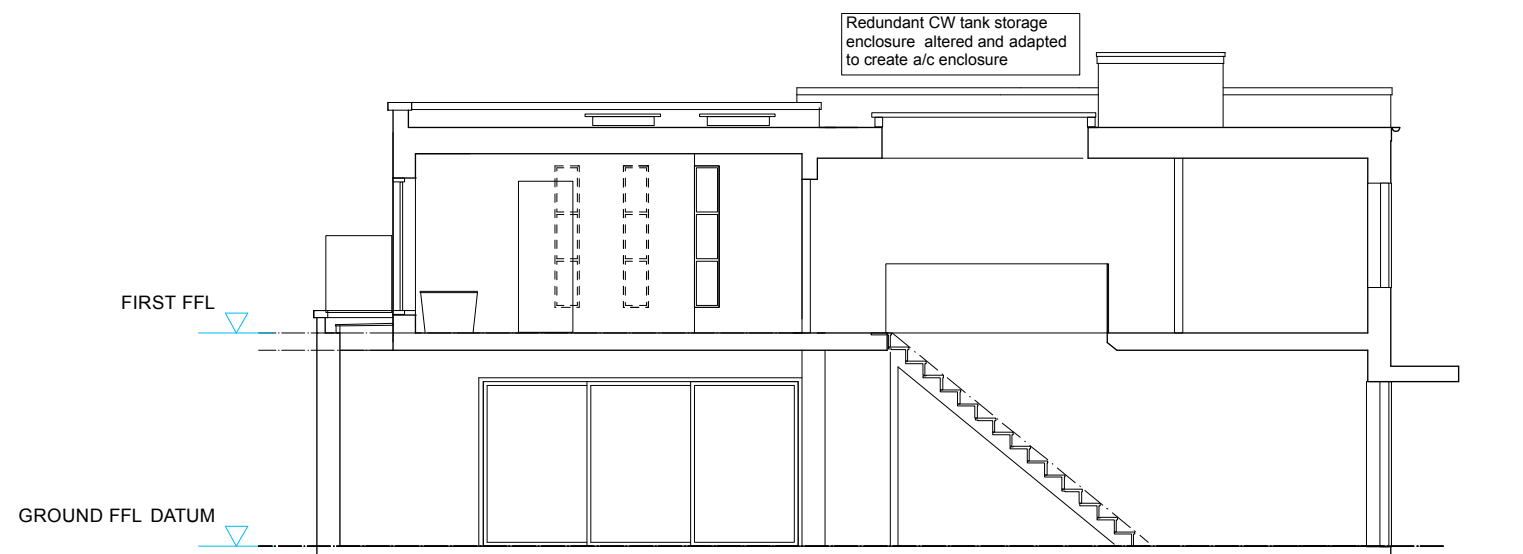 Redundant CW tank storage
enclosure altered and adapted
to create a/c enclosure
FIRST FFL
GROUND FFL DATUM